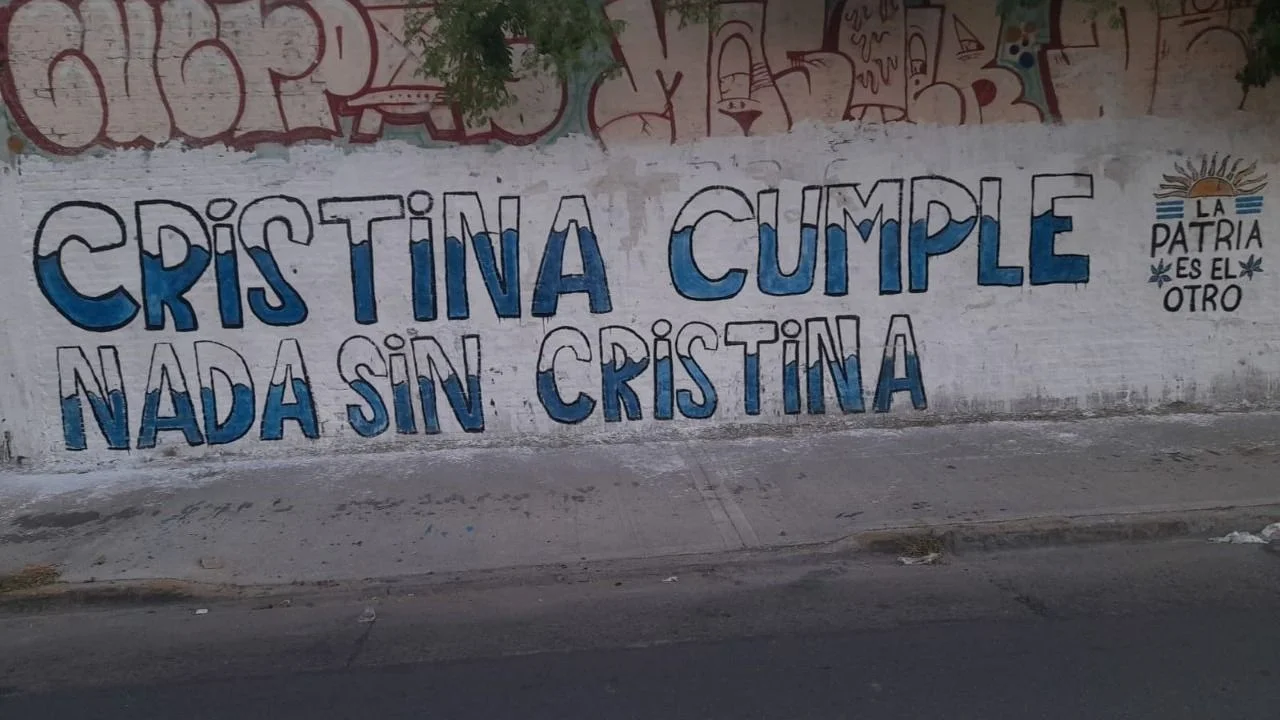 CRISTINA CUMPLE
NADA SIN CRISTINA
LA
PATRIA
ES EL
OTRO